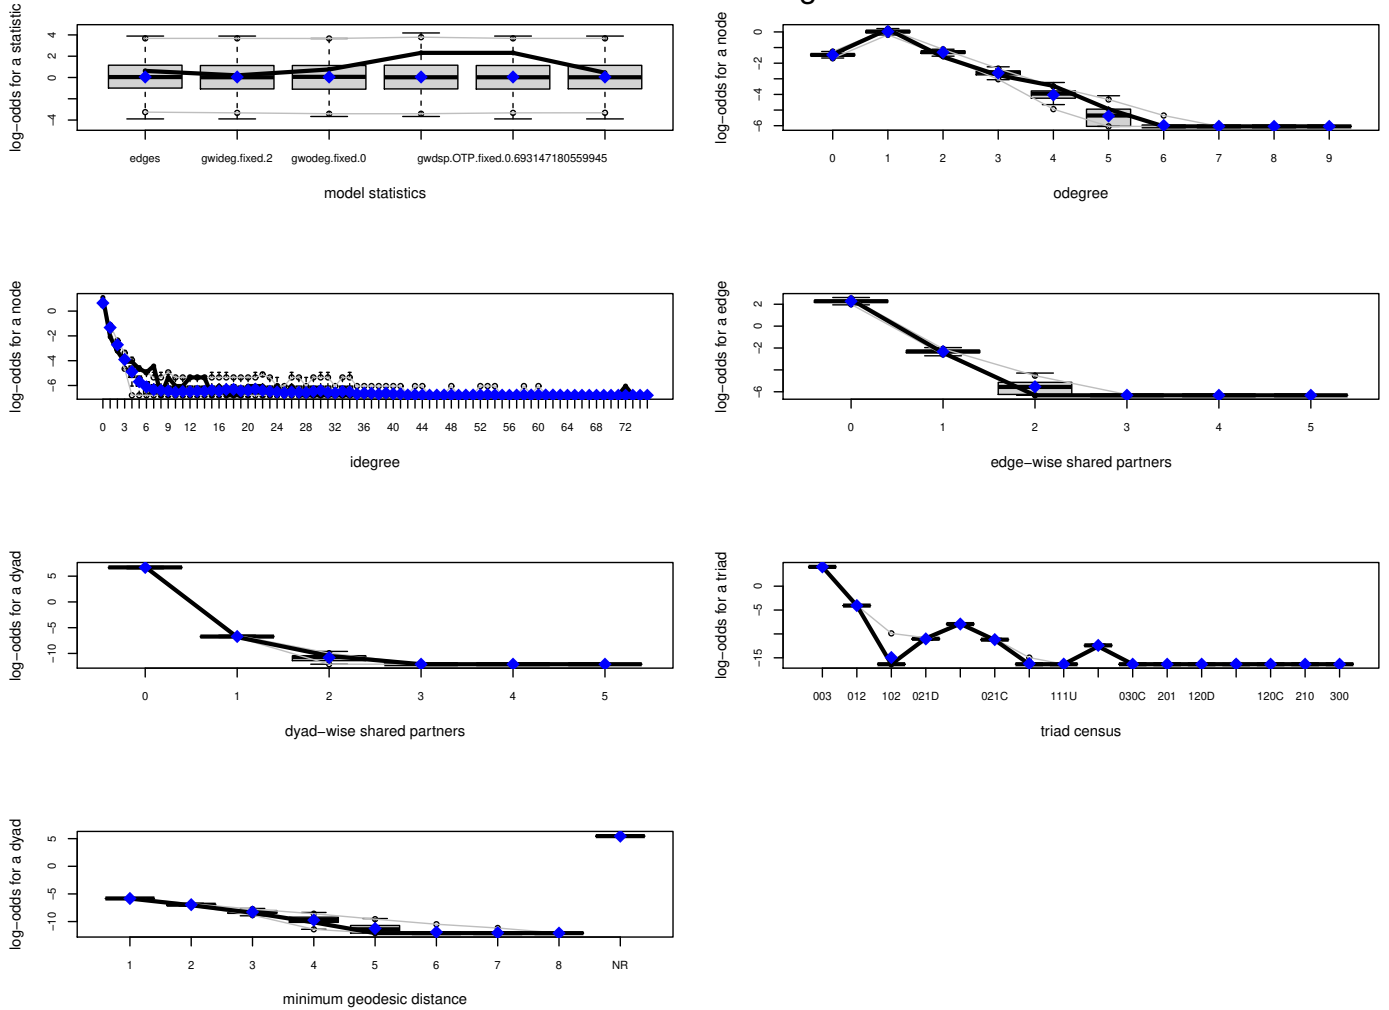 log−odds for a statistic
4
2
0
−4
edges
gwideg.fixed.2
gwodeg.fixed.0
gwdsp.OTP.fixed.0.693147180559945
model statistics
log−odds for a node
0
−2
−4
−6
0 1 2 3 4 5 6 7 8 9
odegree
log−odds for a node
0
−2
−4
−6
0 3 6 9 12 16 20 24 28 32 36 40 44 48 52 56 60 64 68 72
idegree
log−odds for a edge
2
0
−2
−6
0 1 2 3 4 5
edge−wise shared partners
log−odds for a dyad
5
0
−5
−10
0 1 2 3 4 5
dyad−wise shared partners
log−odds for a triad
0
−5
−15
003 012 102 021D 021C 111U 030C 201 120D 120C 210 300
triad census
log−odds for a dyad
5
0
−5
−10
1 2 3 4 5 6 7 8 NR
minimum geodesic distance